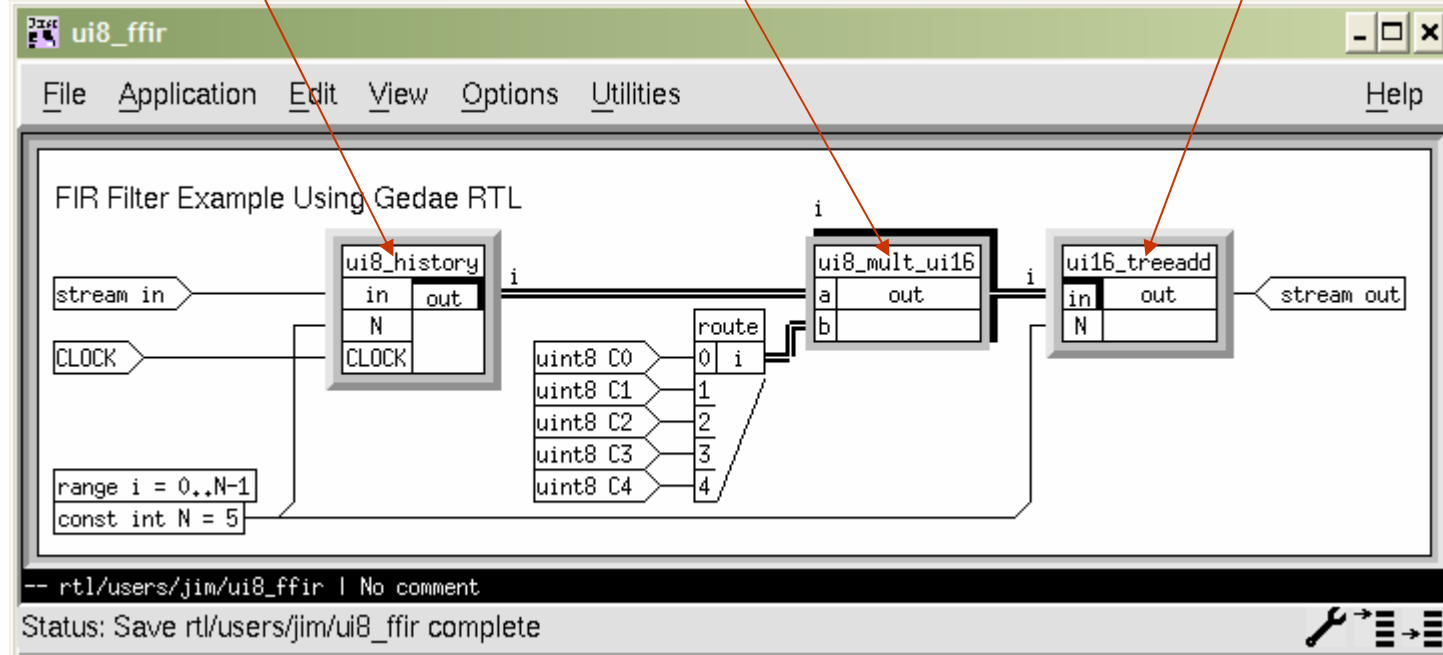 ui8_ffir
File Application Edit View Options Utilities Help
FIR Filter Example Using Gedae RTL
i
ui8_history
ui8_mult_ui16
ui16_treeadd
i
i
stream in
in out
a out
in out
stream out
N
route
b
N
CLOCK
CLOCK
uint8 C0
0 i
uint8 C1
1
uint8 C2
2
uint8 C3
3
uint8 C4
4
range i = 0..N-1
const int N = 5
-- rtl/users/jim/ui8_ffir | No comment
Status: Save rtl/users/jim/ui8_ffir complete